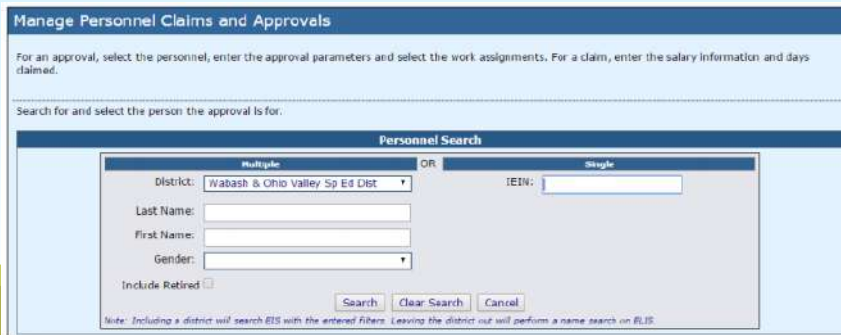 Manage Personnel Claims and Approvals
For an approval, select the personnel, enter the approval parameters and select the work assignments. For a claim, enter the salary information and days
claimed.
Search for and select the person the approval is for.
Personnel Search
Multiple OR Single
District: Wabash & Ohio Valley Sp Ed Dist IEIN:
Last Name:
First Name:
Gender:
Include Retired
Search Clear Search Cancel
Note: Including a district will search EIS with the entered filters. Leaving the district out will perform a name search on ELIS.